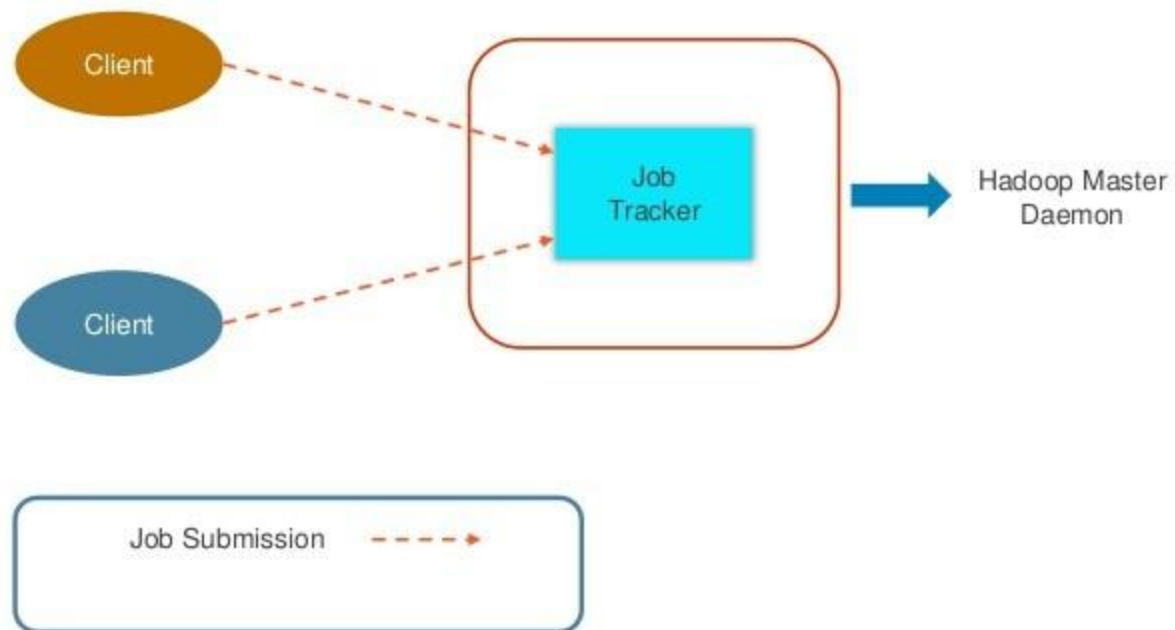 Client
Job
Tracker
Hadoop Master
Daemon
Client
Job Submission